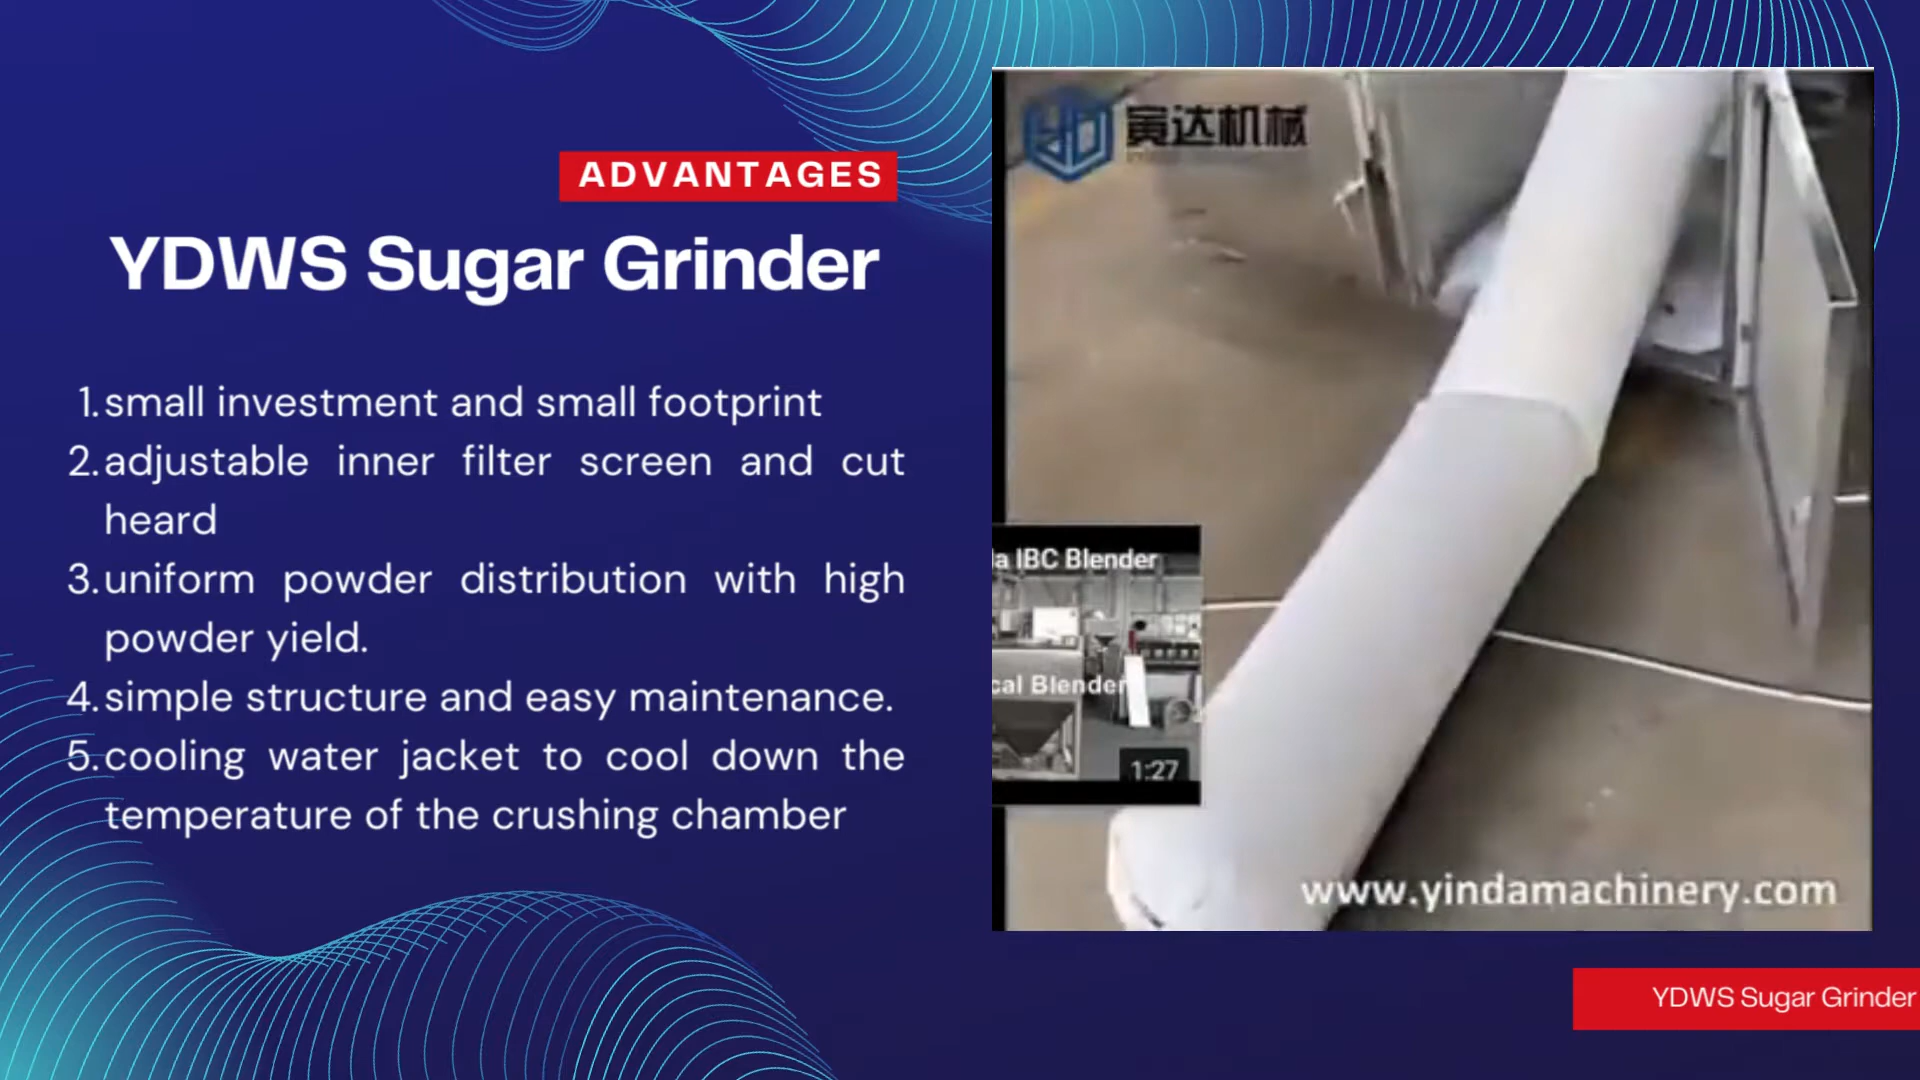 ADVANTAGES
YDWS Sugar Grinder
1. small investment and small footprint
2. adjustable inner filter screen and cut
heard
3. uniform powder distribution with high
powder yield.
4. simple structure and easy maintenance.
5. cooling water jacket to cool down the
temperature of the crushing chamber
YD 寅达机械
la IBC Blender
cal Blender
1:27
www.yindamachinery.com
YDWS Sugar Grinder